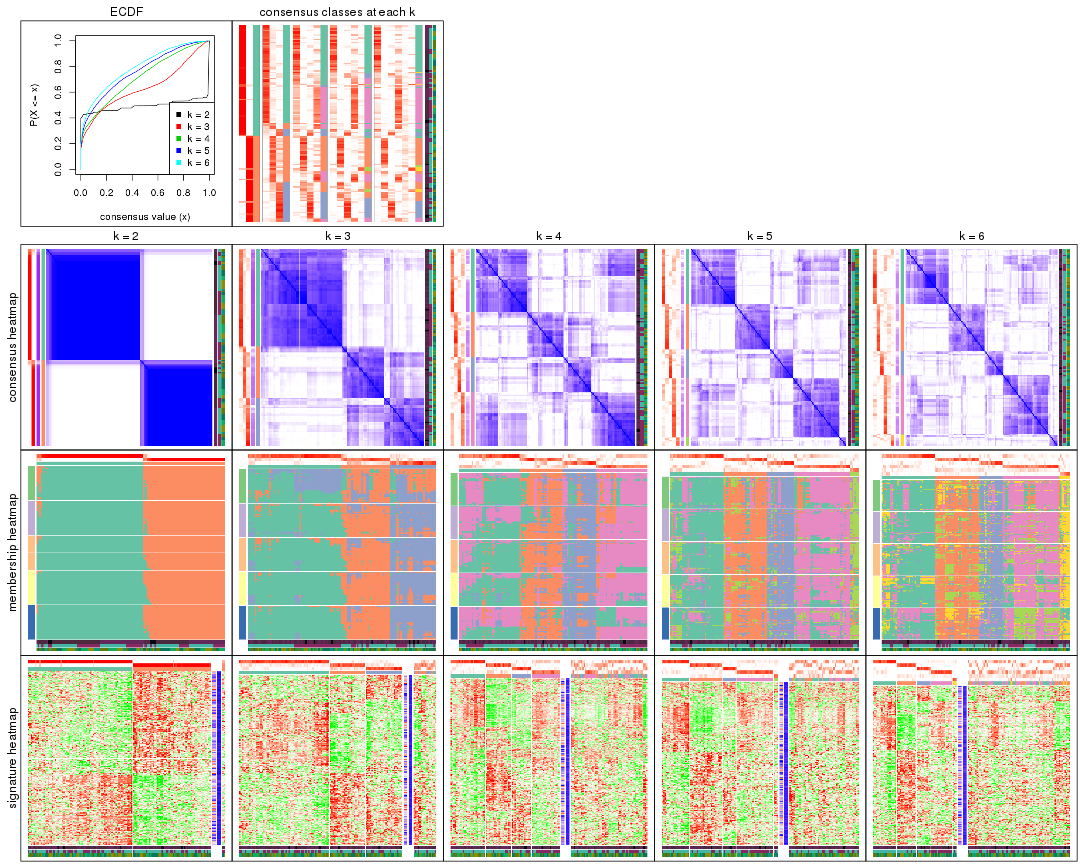 ECDF
consensus classes at each k
P(X <= x)
0.0 0.2 0.4 0.6 0.8 1.0
k = 2
k = 3
k = 4
k = 5
k = 6
0.0 0.2 0.4 0.6 0.8 1.0
consensus value (x)
k = 2
k = 3
k = 4
k = 5
k = 6
consensus heatmap
membership heatmap
signature heatmap